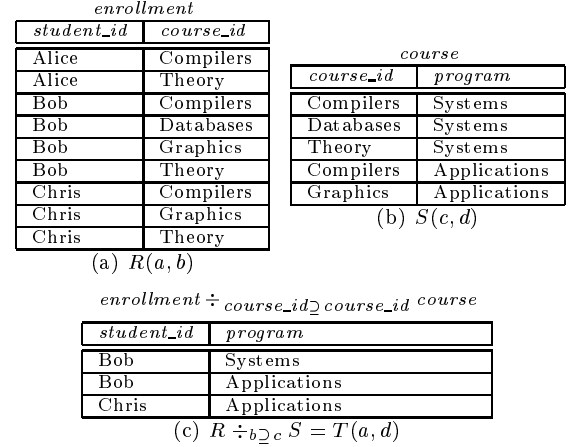 enrollment
student_id course_id
Alice Compilers
Alice Theory
Bob Compilers
Bob Databases
Bob Graphics
Bob Theory
Chris Compilers
Chris Graphics
Chris Theory
(a) R(a, b)
course
course_id program
Compilers Systems
Databases Systems
Theory Systems
Compilers Applications
Graphics Applications
(b) S(c, d)
enrollment ÷ course_id⊇course_id course
student_id program
Bob Systems
Bob Applications
Chris Applications
(c) R ÷b⊇c S = T(a, d)